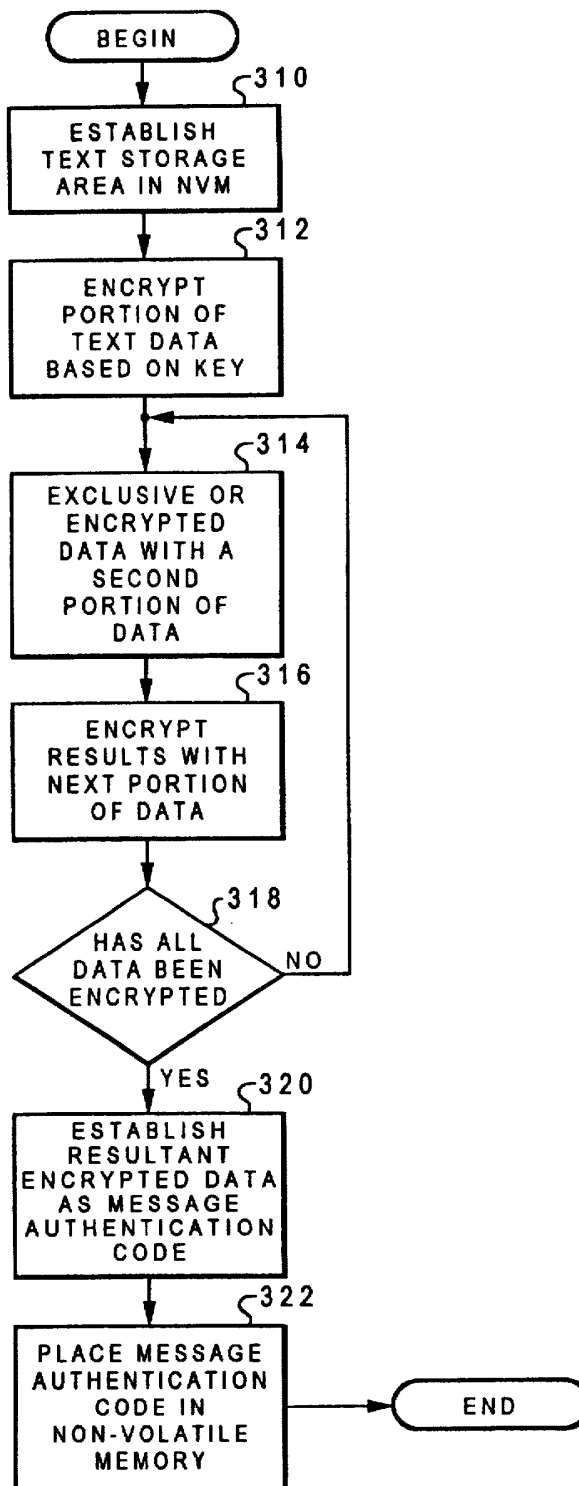 BEGIN
310
ESTABLISH
TEXT STORAGE
AREA IN NVM
312
ENCRYPT
PORTION OF
TEXT DATA
BASED ON KEY
314
EXCLUSIVE OR
ENCRYPTED
DATA WITH A
SECOND
PORTION OF
DATA
316
ENCRYPT
RESULTS WITH
NEXT PORTION
OF DATA
318
HAS ALL
DATA BEEN
ENCRYPTED
NO
YES
320
ESTABLISH
RESULTANT
ENCRYPTED DATA
AS MESSAGE
AUTHENTICATION
CODE
322
PLACE MESSAGE
AUTHENTICATION
CODE IN
NON-VOLATILE
MEMORY
END